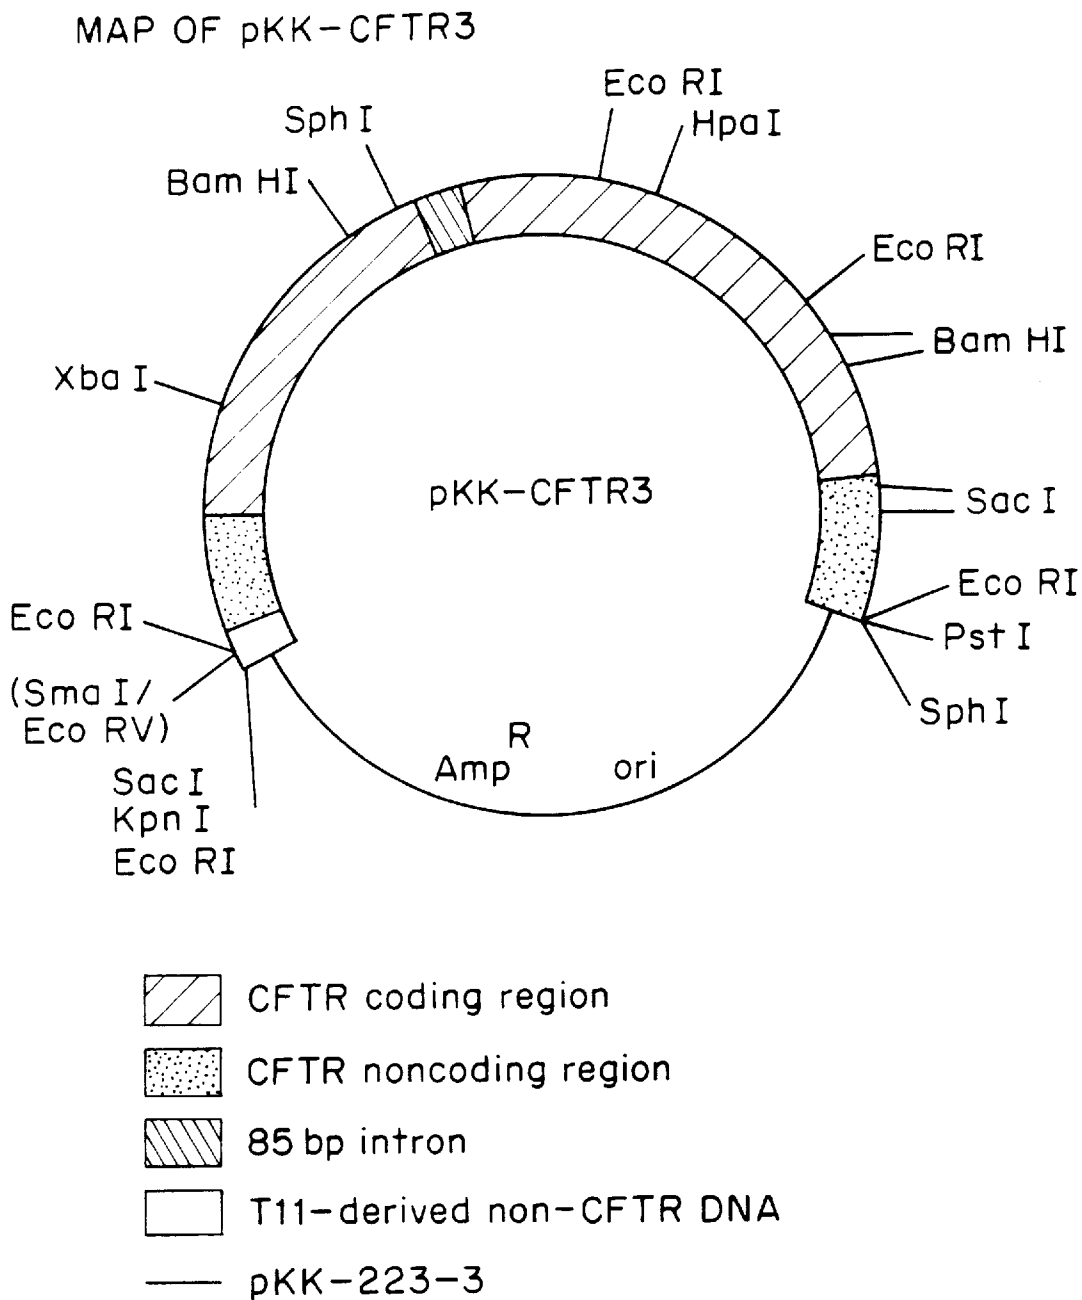 MAP OF pKK-CFTR3
Eco RI
Hpa I
Sph I
Bam HI
Eco RI
Bam HI
Xba I
pKK-CFTR3
Sac I
Eco RI
Pst I
Sph I
Eco RI
(Sma I/
Eco RV)
Sac I
Kpn I
Eco RI
Amp R ori
CFTR coding region
CFTR noncoding region
85 bp intron
T11-derived non-CFTR DNA
pKK-223-3